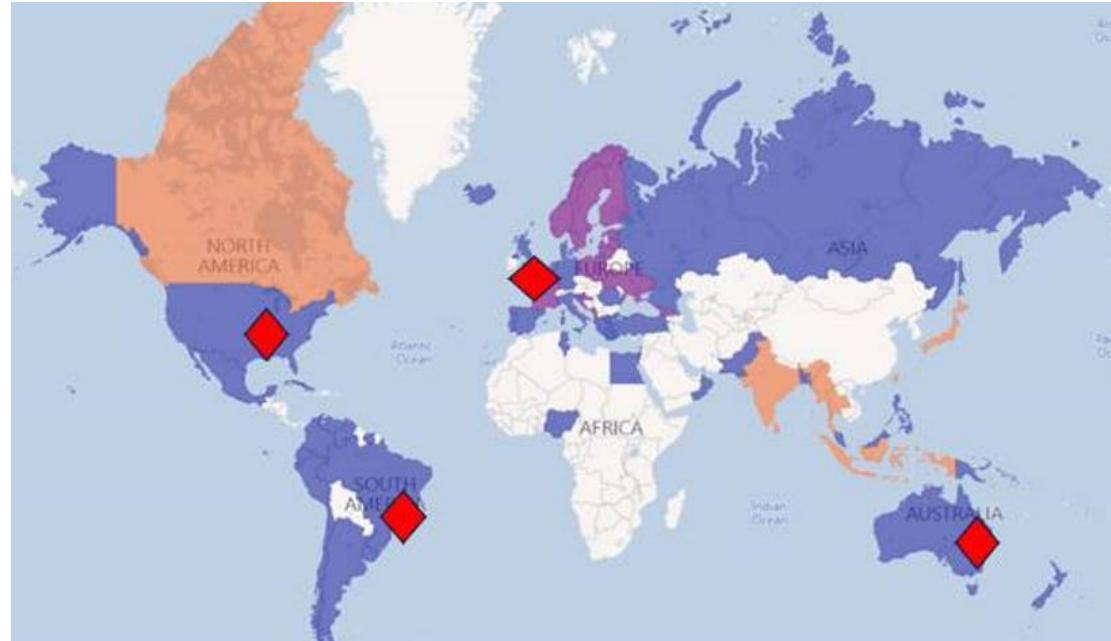 NORTH
AMERICA
Atlantic
Ocean
EUROPE
ASIA
AFRICA
SOUTH
AMERICA
Indian
Ocean
AUSTRALIA